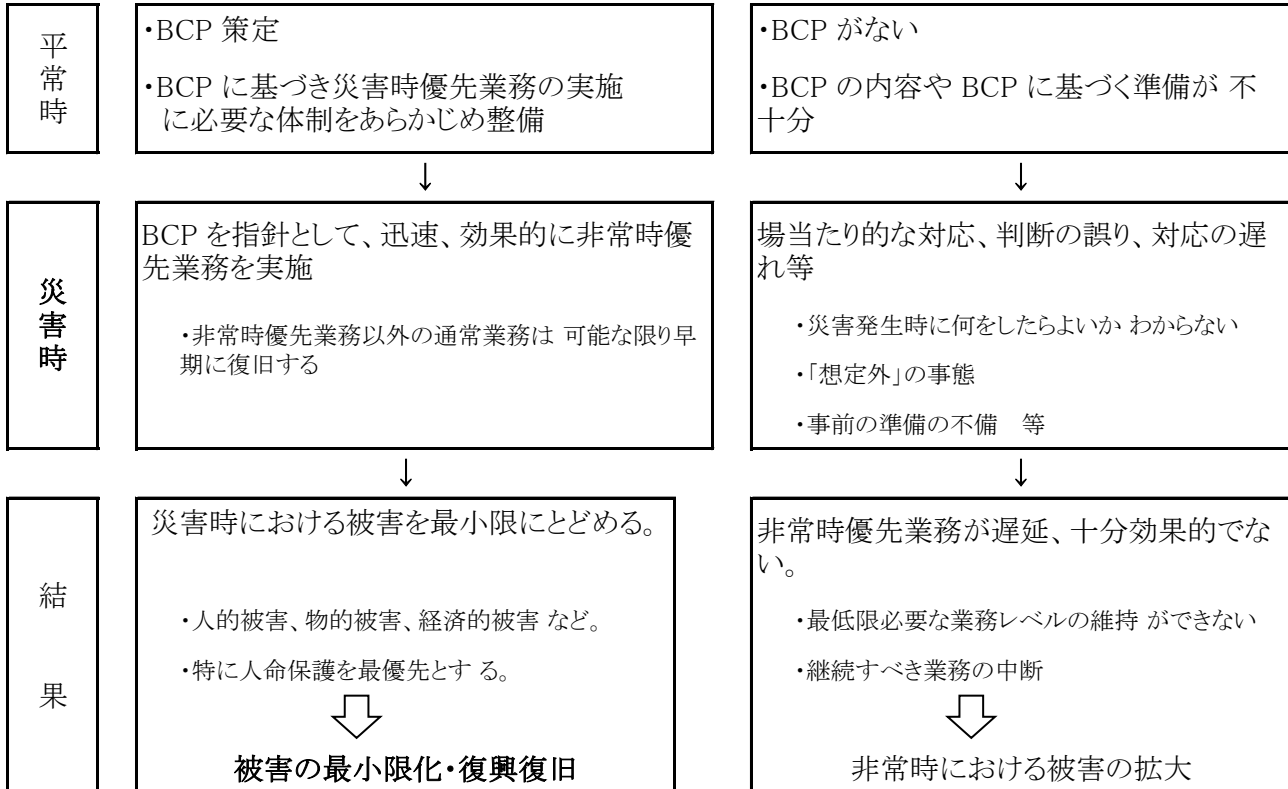 平常時
・BCP 策定
・BCP に基づき災害時優先業務の実施
に必要な体制をあらかじめ整備
・BCP がない
・BCP の内容や BCP に基づく準備が 不
十分
↓
↓
災害時
BCP を指針として、迅速、効果的に非常時優
先業務を実施
・非常時優先業務以外の通常業務は 可能な限り早
期に復旧する
場当たり的な対応、判断の誤り、対応の遅
れ等
・災害発生時に何をしたらよいか わからない
・「想定外」の事態
・事前の準備の不備　等
↓
↓
結果
災害時における被害を最小限にとどめる。
・人的被害、物的被害、経済的被害 など。
・特に人命保護を最優先とす る。
被害の最小限化・復興復旧
非常時優先業務が遅延、十分効果的でな
い。
・最低限必要な業務レベルの維持 ができない
・継続すべき業務の中断
非常時における被害の拡大